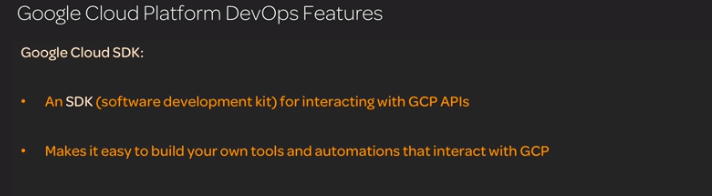 Google Cloud Platform DevOps Features
Google Cloud SDK:
• An SDK (software development kit) for interacting with GCP APIs
• Makes it easy to build your own tools and automations that interact with GCP